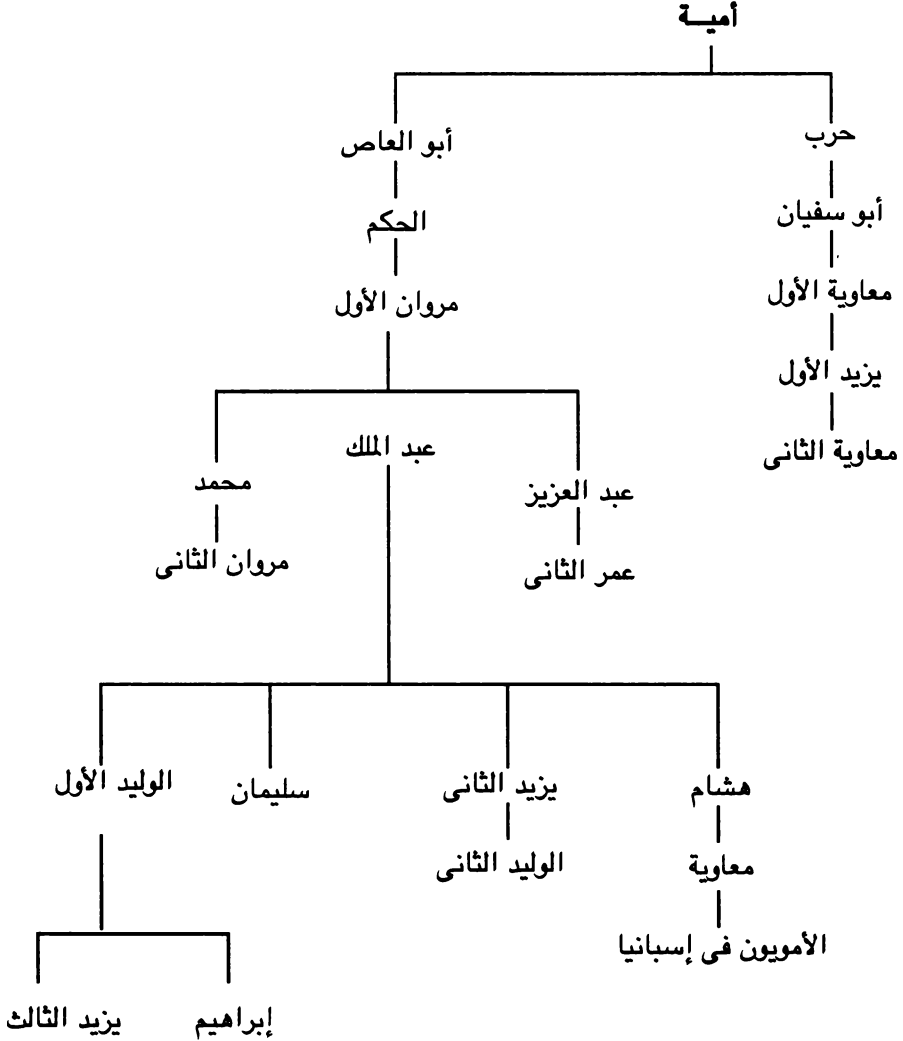 أميـة
حرب
أبو العاص
أبو سفيان
الحكم
معاوية الأول
مروان الأول
يزيد الأول
معاوية الثانى
عبد الملك
محمد
عبد العزيز
مروان الثانى
عمر الثانى
هشام
يزيد الثانى
سليمان
الوليد الأول
معاوية
الوليد الثانى
الأمويون فى إسبانيا
إبراهيم
يزيد الثالث